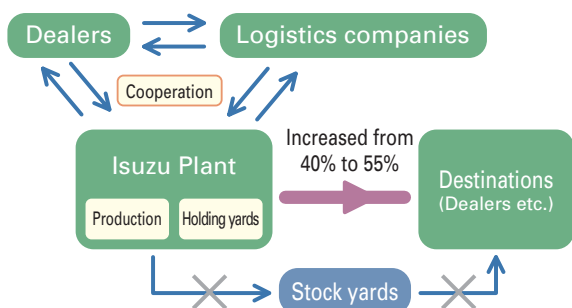 Dealers
Logistics companies
Cooperation
Isuzu Plant
Production
Holding yards
Increased from
40% to 55%
Destinations
(Dealers etc.)
Stock yards